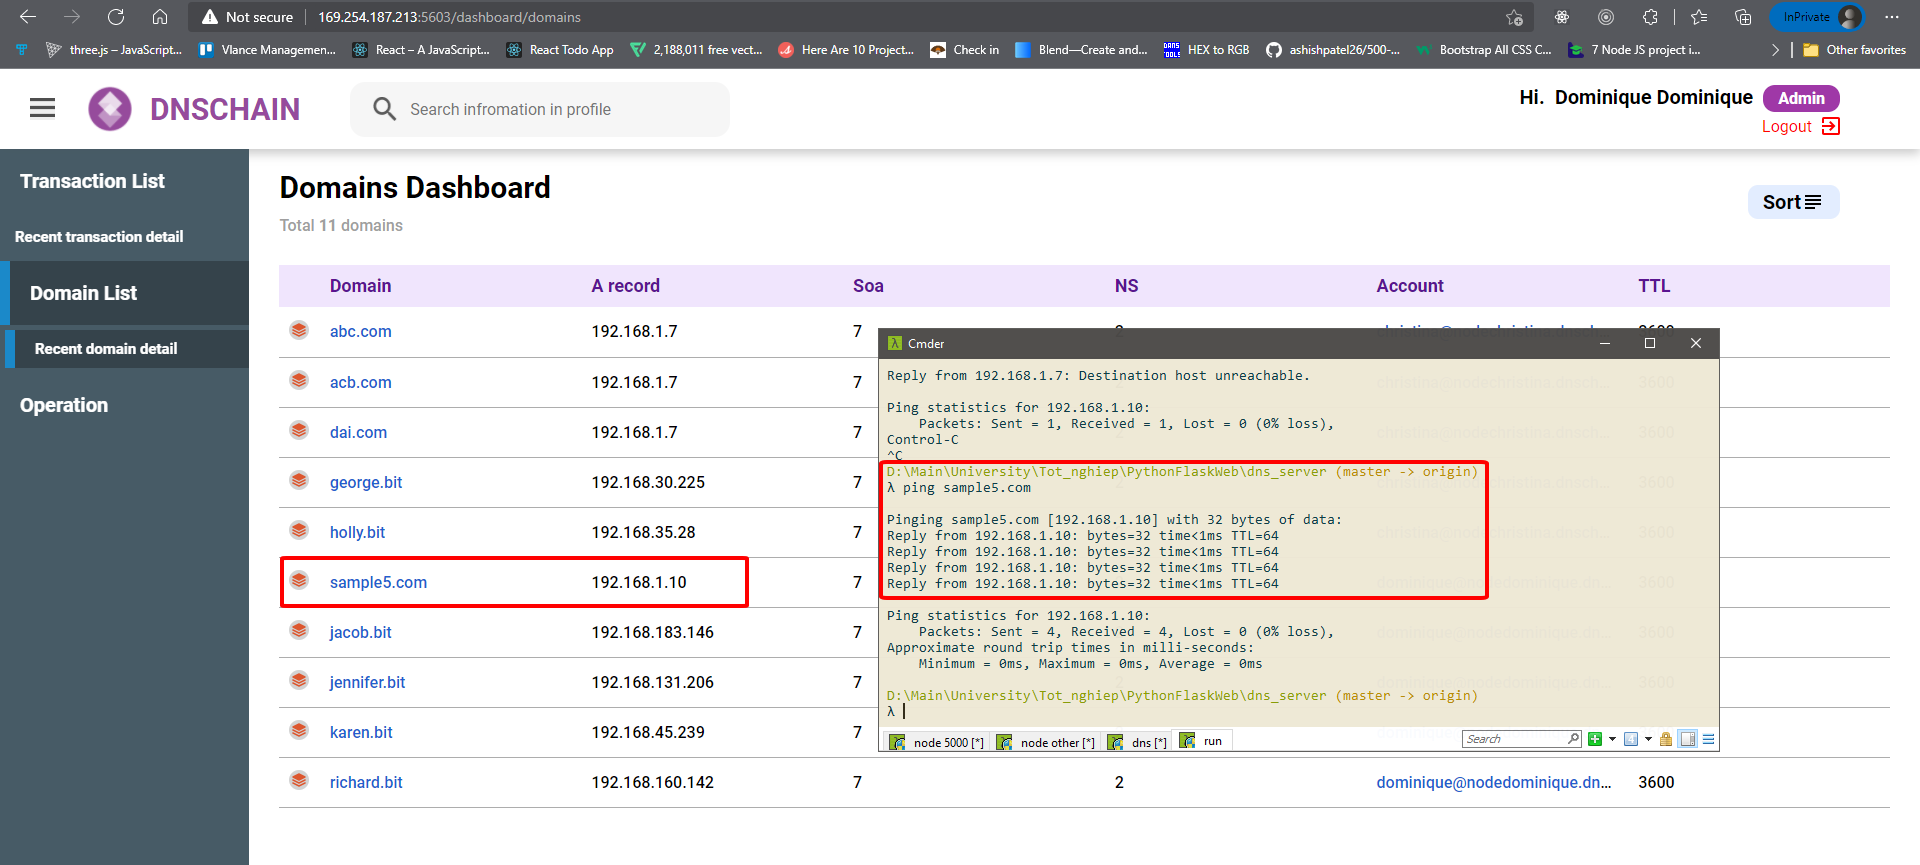 Not secure 169.254.187.213:5603/dashboard/domains InPrivate
three.js – JavaScript... Vlance Managemen... React – A JavaScript... React Todo App 2,188,011 free vect... Here Are 10 Project... Check in Blend—Create and... DANS TOOLS HEX to RGB ashishpatel26/500-... Bootstrap All CSS C... 7 Node JS project i... Other favorites
DNSCHAIN
Search infromation in profile
Hi. Dominique Dominique Admin
Logout
Transaction List
Recent transaction detail
Domain List
Recent domain detail
Operation
Domains Dashboard
Total 11 domains
Sort
Domain A record Soa NS Account TTL
abc.com 192.168.1.7 7
acb.com 192.168.1.7 7 3600
dai.com 192.168.1.7 7 3600
george.bit 192.168.30.225 7 3600
holly.bit 192.168.35.28 7 3600
sample5.com 192.168.1.10 7 3600
jacob.bit 192.168.183.146 7 3600
jennifer.bit 192.168.131.206 7 3600
karen.bit 192.168.45.239 7
richard.bit 192.168.160.142 7 2 dominique@nodedominique.dn... 3600
λ Cmder
Reply from 192.168.1.7: Destination host unreachable.
Ping statistics for 192.168.1.10:
Packets: Sent = 1, Received = 1, Lost = 0 (0% loss),
Control-C
^C
D:\Main\University\Tot_nghiep\PythonFlaskWeb\dns_server (master -> origin)
λ ping sample5.com
Pinging sample5.com [192.168.1.10] with 32 bytes of data:
Reply from 192.168.1.10: bytes=32 time<1ms TTL=64
Reply from 192.168.1.10: bytes=32 time<1ms TTL=64
Reply from 192.168.1.10: bytes=32 time<1ms TTL=64
Reply from 192.168.1.10: bytes=32 time<1ms TTL=64
Ping statistics for 192.168.1.10:
Packets: Sent = 4, Received = 4, Lost = 0 (0% loss),
Approximate round trip times in milli-seconds:
Minimum = 0ms, Maximum = 0ms, Average = 0ms
D:\Main\University\Tot_nghiep\PythonFlaskWeb\dns_server (master -> origin)
λ
node 5000 [*] node other [*] dns [*] run Search